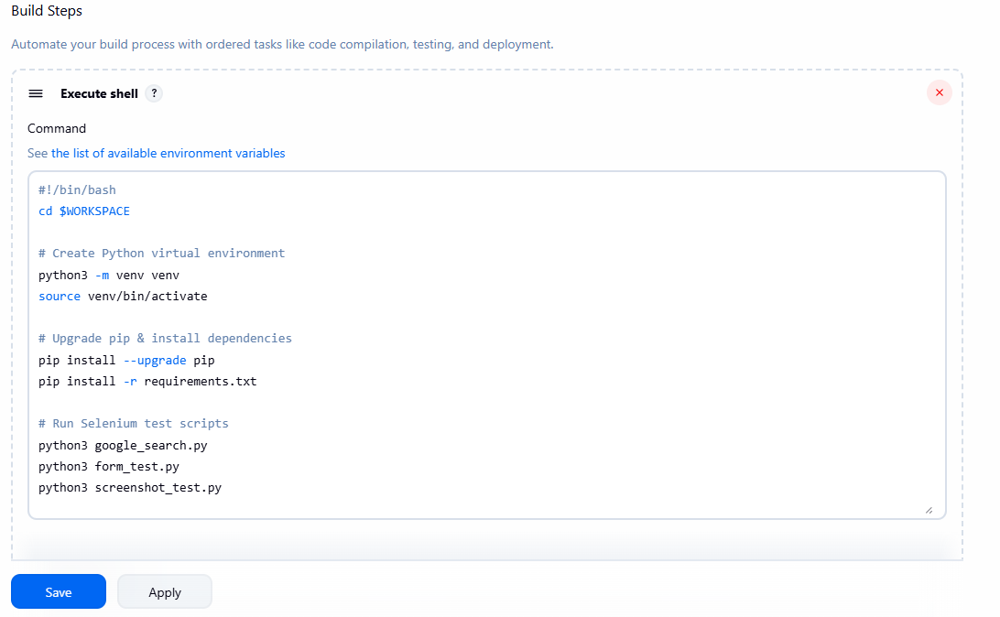 Build Steps
Automate your build process with ordered tasks like code compilation, testing, and deployment.
Execute shell ?
Command
See the list of available environment variables
#!/bin/bash
cd $WORKSPACE
# Create Python virtual environment
python3 -m venv venv
source venv/bin/activate
# Upgrade pip & install dependencies
pip install --upgrade pip
pip install -r requirements.txt
# Run Selenium test scripts
python3 google_search.py
python3 form_test.py
python3 screenshot_test.py
Save Apply